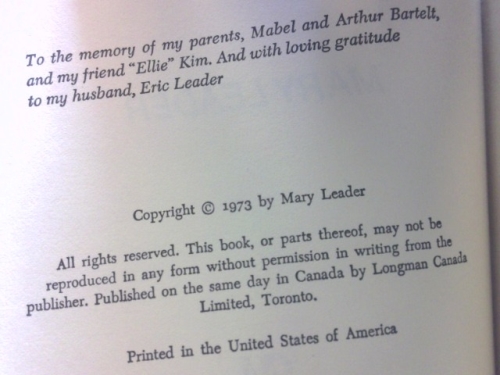 To the memory of my parents, Mabel and Arthur Bartelt,
and my friend "Ellie" Kim. And with loving gratitude
to my husband, Eric Leader
Copyright © 1973 by Mary Leader
All rights reserved. This book, or parts thereof, may not be
reproduced in any form without permission in writing from the
publisher. Published on the same day in Canada by Longman Canada
Limited, Toronto.
Printed in the United States of America